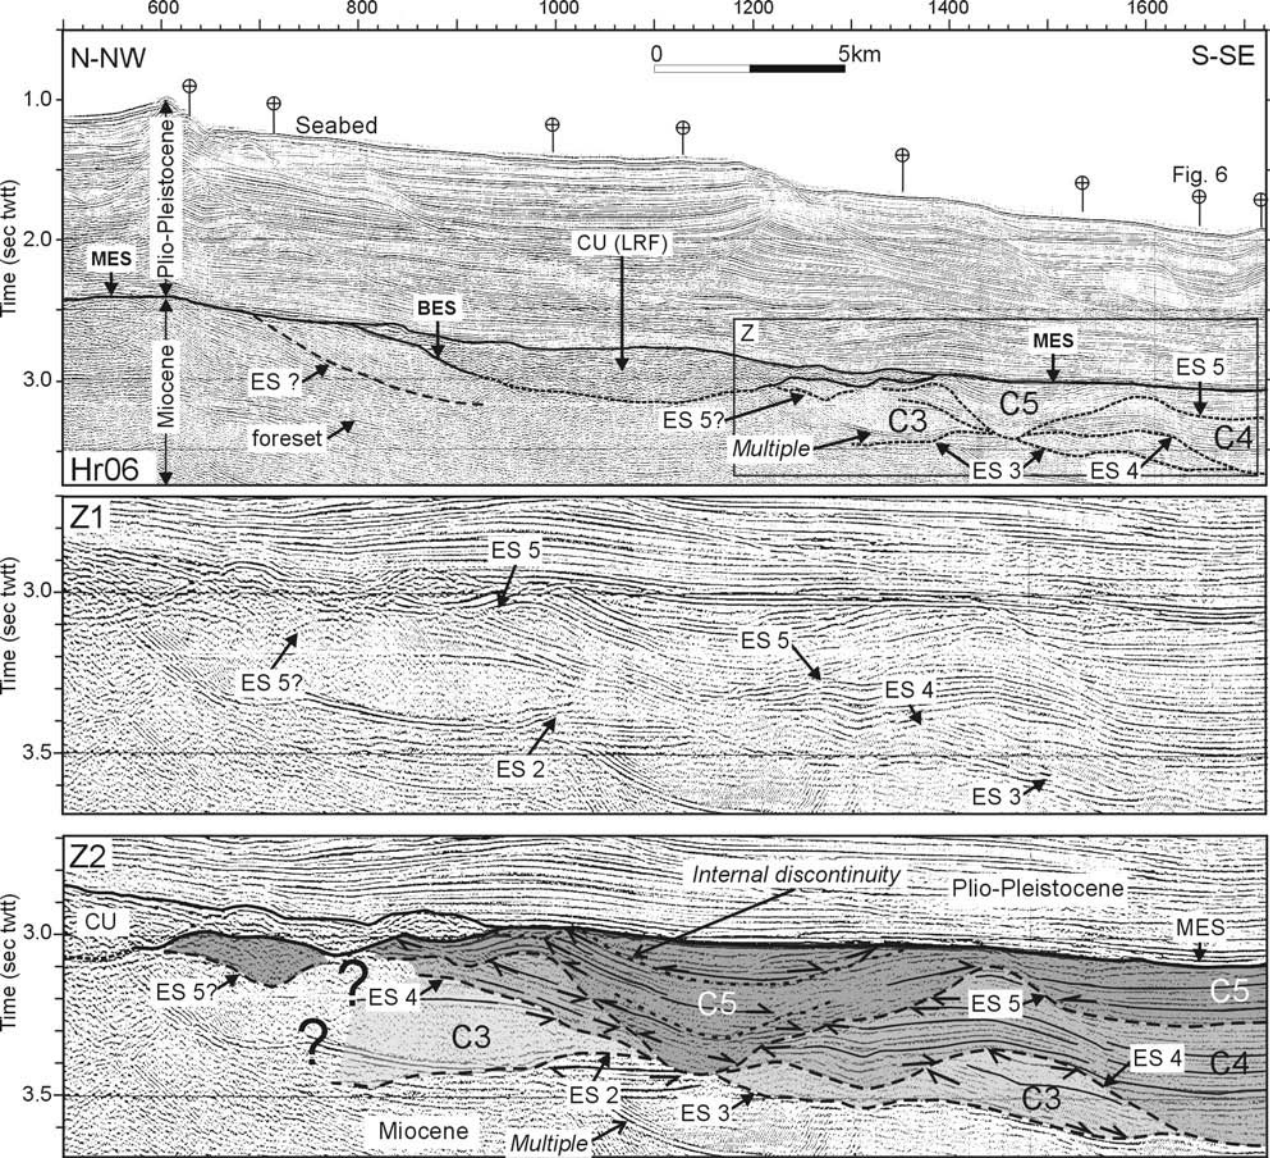 600 800 1000 1200 1400 1600
N-NW 0 5km S-SE
1.0
Seabed
Plio-Pleistocene
Fig. 6
Time (sec twtt)
2.0
CU (LRF)
MES
BES
Z
MES
ES 5
3.0
Miocene
ES ?
ES 5?
C3
C5
C4
foreset
Multiple
ES 3
ES 4
Hr06
Z1
ES 5
3.0
Time (sec twtt)
ES 5
ES 5?
ES 4
3.5
ES 2
ES 3
Z2
Internal discontinuity
Plio-Pleistocene
CU
MES
3.0
Time (sec twtt)
?
ES 5?
ES 4
C5
ES 5
C5
?
C3
ES 4
C4
3.5
ES 2
ES 3
C3
Miocene
Multiple